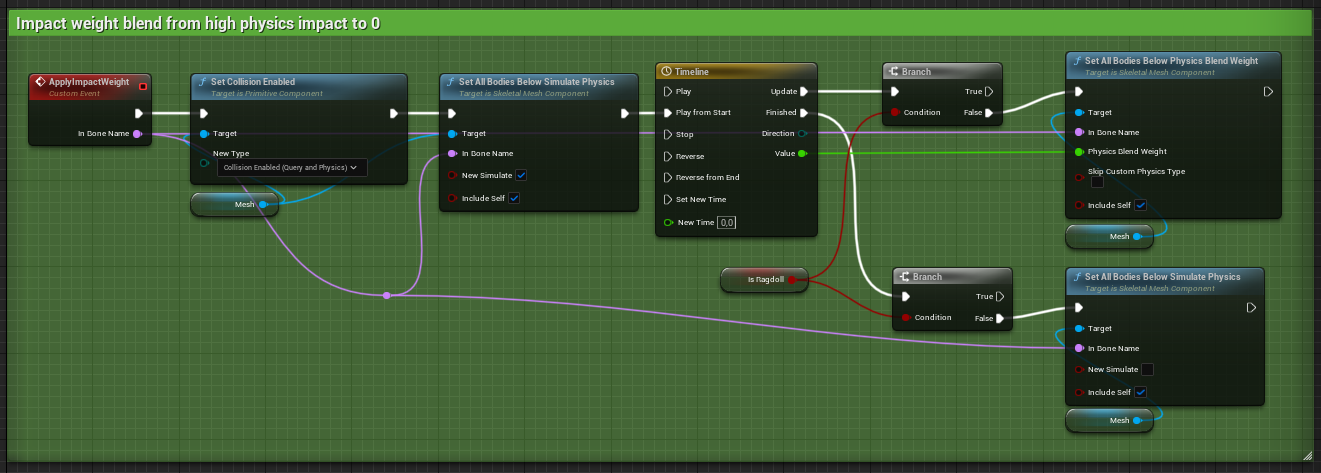 Impact weight blend from high physics impact to 0
ApplyImpactWeight
Custom Event
In Bone Name
Set Collision Enabled
Target is Primitive Component
Target
New Type
Collision Enabled (Query and Physics)
Mesh
Set All Bodies Below Simulate Physics
Target is Skeletal Mesh Component
Target
In Bone Name
New Simulate
Include Self
Timeline
Play
Update
Play from Start
Finished
Stop
Direction
Reverse
Value
Reverse from End
Set New Time
New Time 0,0
Is Ragdoll
Branch
True
Condition
False
Set All Bodies Below Physics Blend Weight
Target is Skeletal Mesh Component
Target
In Bone Name
Physics Blend Weight
Skip Custom Physics Type
Include Self
Mesh
Branch
True
Condition
False
Set All Bodies Below Simulate Physics
Target is Skeletal Mesh Component
Target
In Bone Name
New Simulate
Include Self
Mesh